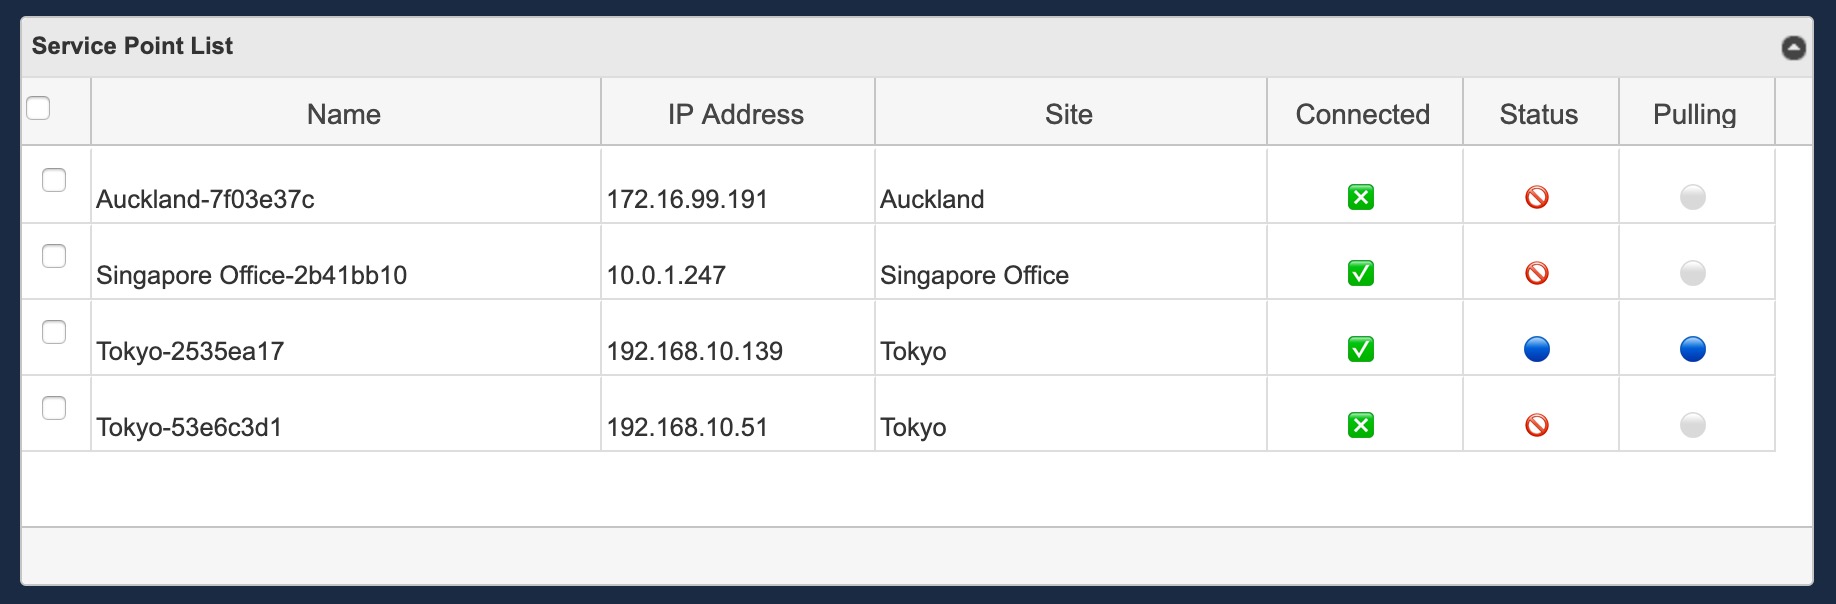 Service Point List
Name IP Address Site Connected Status Pulling
Auckland-7f03e37c 172.16.99.191 Auckland
Singapore Office-2b41bb10 10.0.1.247 Singapore Office
Tokyo-2535ea17 192.168.10.139 Tokyo
Tokyo-53e6c3d1 192.168.10.51 Tokyo